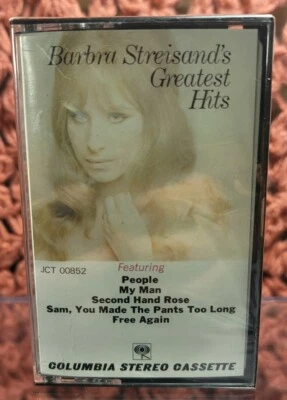 Barbra Streisand's
Greatest
Hits
JCT 00852
Featuring
People
My Man
Second Hand Rose
Sam, You Made The Pants Too Long
Free Again
COLUMBIA STEREO CASSETTE